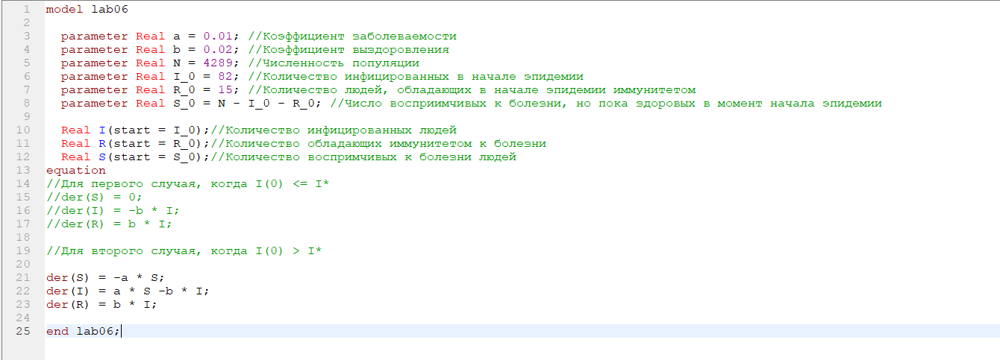 1 model lab06
2
3 parameter Real a = 0.01; //Коэффициент заболеваемости
4 parameter Real b = 0.02; //Коэффициент выздоровления
5 parameter Real N = 4289; //Численность популяции
6 parameter Real I_0 = 82; //Количество инфицированных в начале эпидемии
7 parameter Real R_0 = 15; //Количество людей, обладающих в начале эпидемии иммунитетом
8 parameter Real S_0 = N - I_0 - R_0; //Число восприимчивых к болезни, но пока здоровых в момент начала эпидемии
9
10 Real I(start = I_0);//Количество инфицированных людей
11 Real R(start = R_0);//Количество обладающих иммунитетом к болезни
12 Real S(start = S_0);//Количество воспримчивых к болезни людей
13 equation
14 //Для первого случая, когда I(0) <= I*
15 //der(S) = 0;
16 //der(I) = -b * I;
17 //der(R) = b * I;
18
19 //Для второго случая, когда I(0) > I*
20
21 der(S) = -a * S;
22 der(I) = a * S -b * I;
23 der(R) = b * I;
24
25 end lab06;